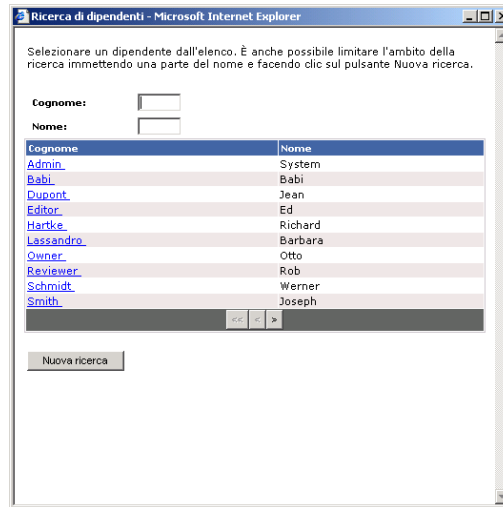 Ricerca di dipendenti - Microsoft Internet Explorer
Selezionare un dipendente dall'elenco. È anche possibile limitare l'ambito della
ricerca immettendo una parte del nome e facendo clic sul pulsante Nuova ricerca.
Cognome:
Nome:
Cognome Nome
Admin System
Babi Babi
Dupont Jean
Editor Ed
Hartke Richard
Lassandro Barbara
Owner Otto
Reviewer Rob
Schmidt Werner
Smith Joseph
<< < >
Nuova ricerca